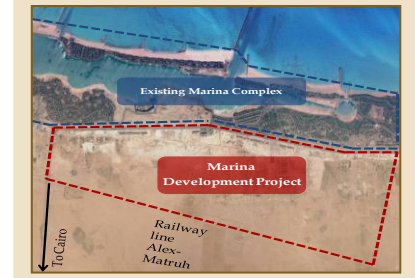 Existing Marina Complex
Marina
Development Project
Railway
line
Alex-
Matruh
To Cairo